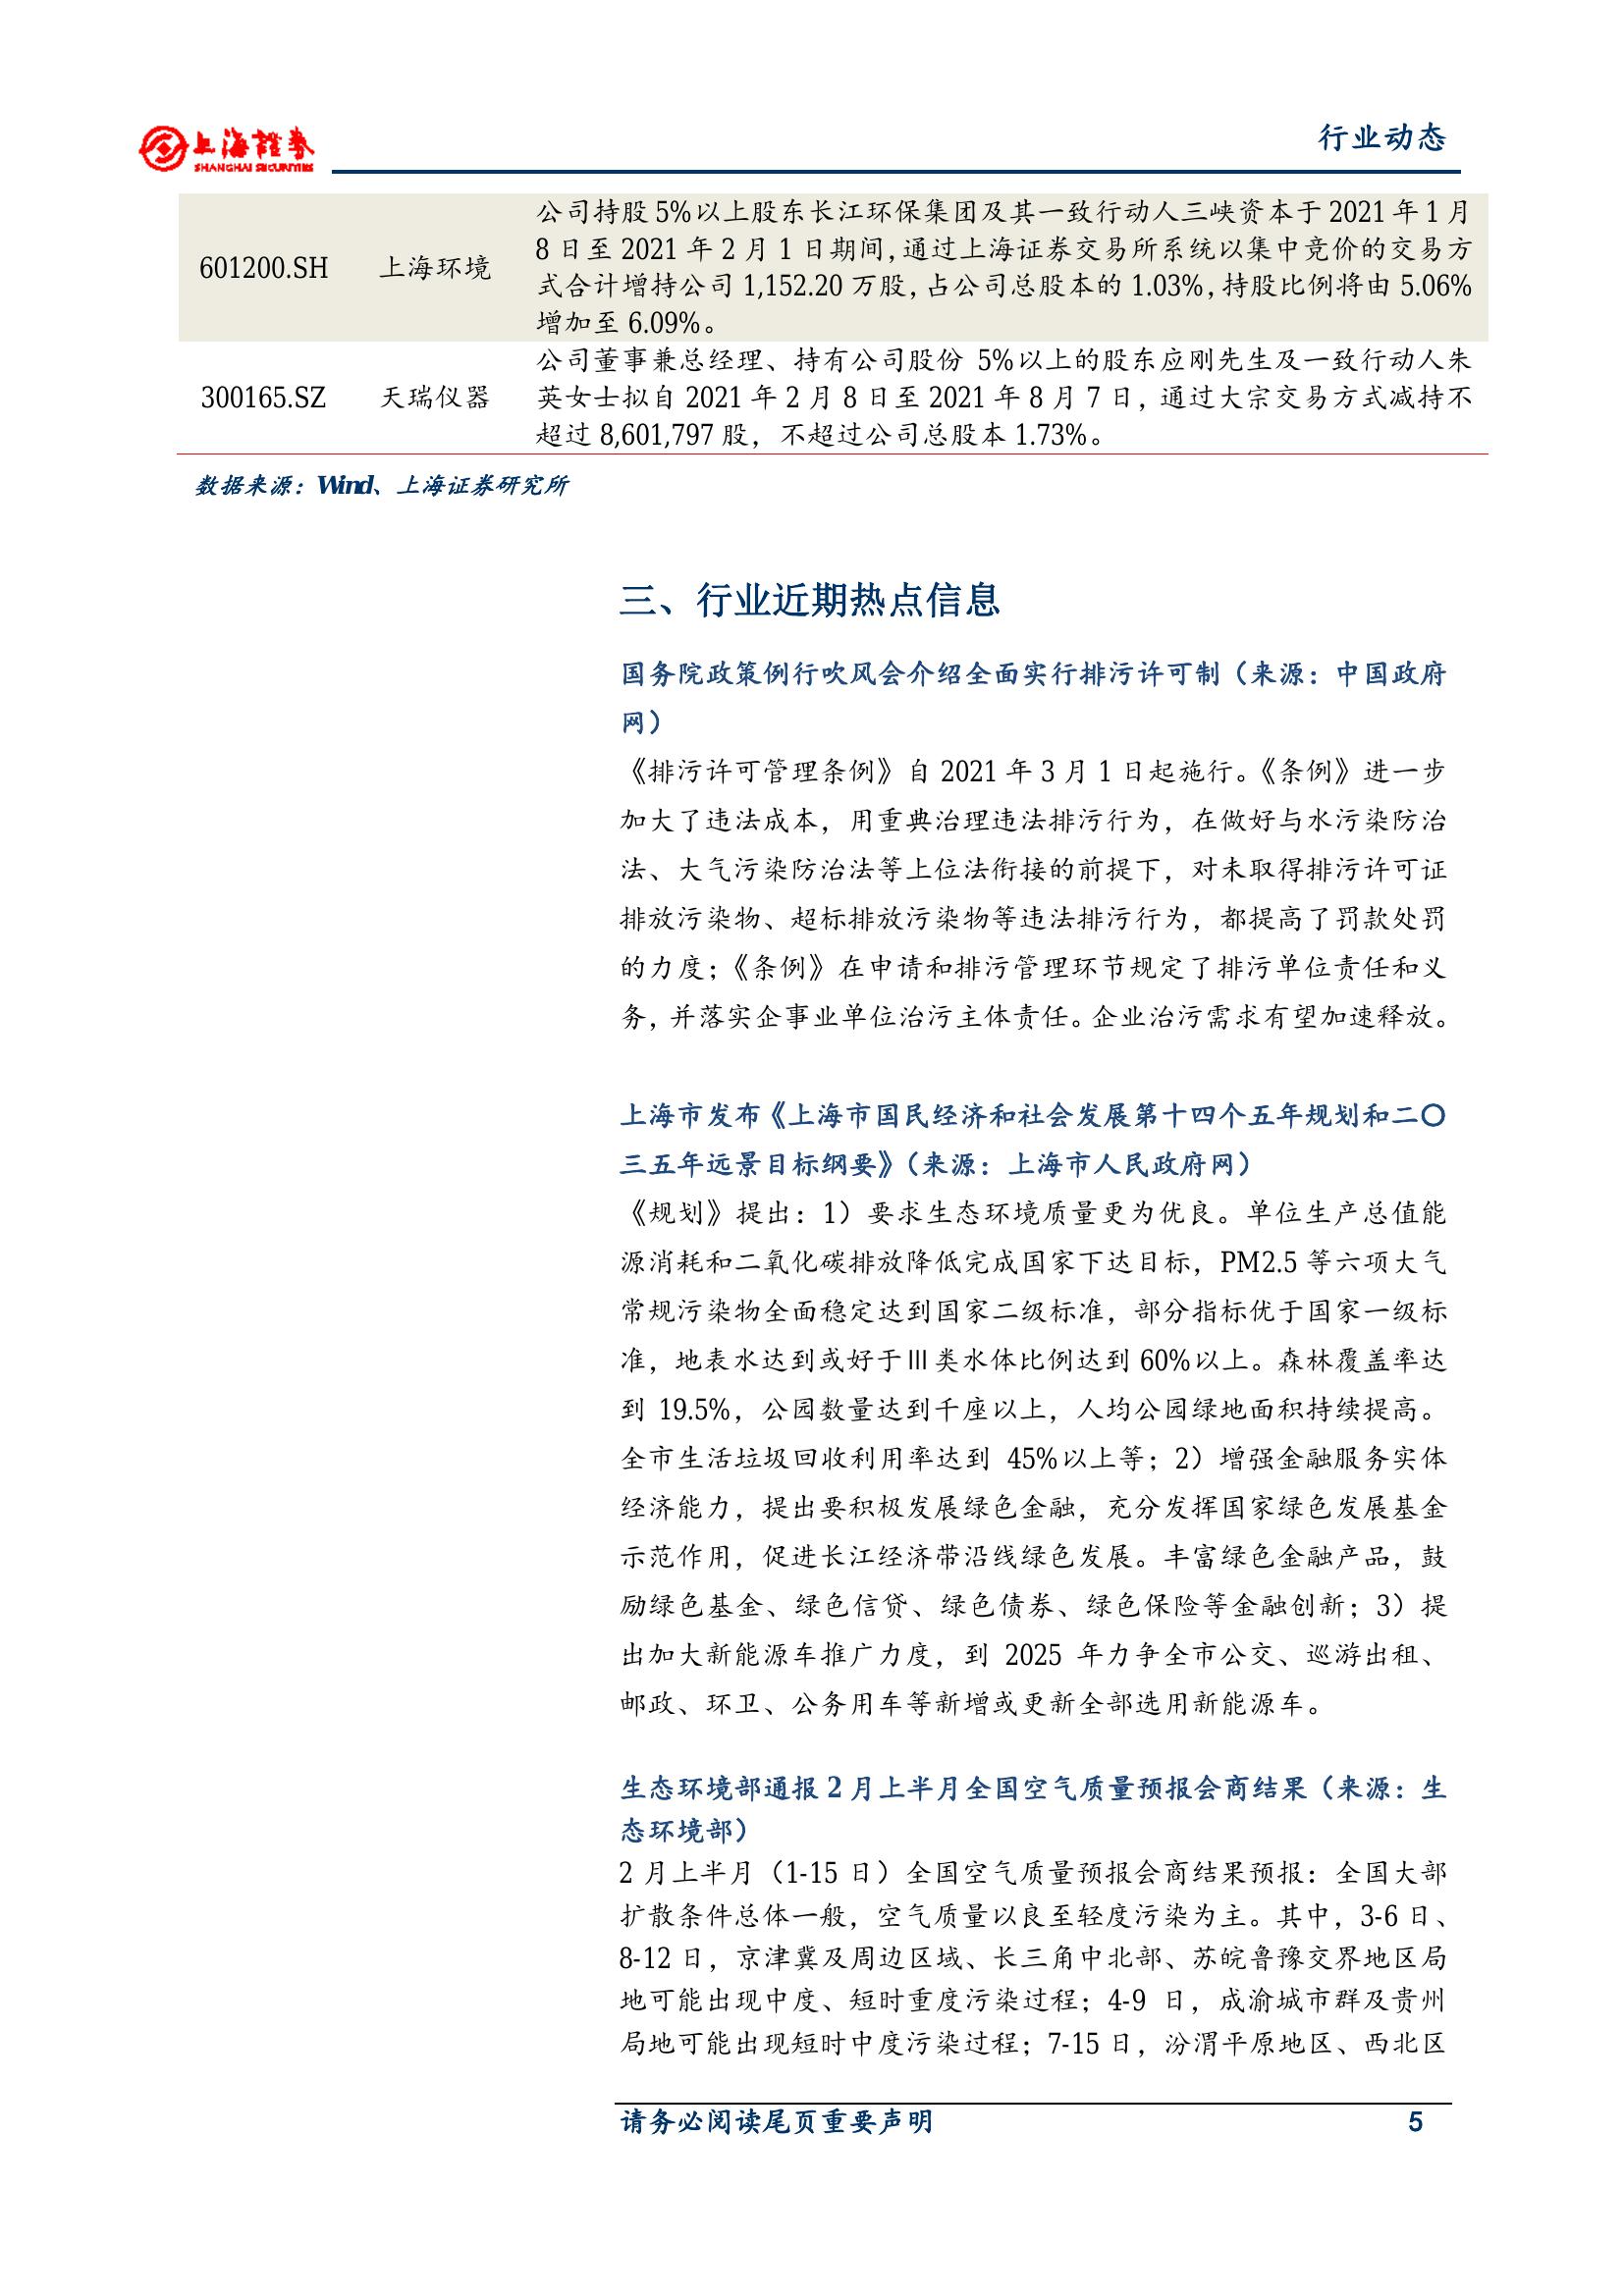 上海證券
SHANGHAI SECURITIES
行业动态
公司持股 5%以上股东长江环保集团及其一致行动人三峡资本于 2021 年 1 月
8 日至 2021 年 2 月 1 日期间，通过上海证券交易所系统以集中竞价的交易方
601200.SH 上海环境
式合计增持公司 1,152.20 万股，占公司总股本的 1.03%，持股比例将由 5.06%
增加至 6.09%。
公司董事兼总经理、持有公司股份 5%以上的股东应刚先生及一致行动人朱
300165.SZ 天瑞仪器 英女士拟自 2021 年 2 月 8 日至 2021 年 8 月 7 日，通过大宗交易方式减持不
超过 8,601,797 股，不超过公司总股本 1.73%。
数据来源：Wind、上海证券研究所
三、行业近期热点信息
国务院政策例行吹风会介绍全面实行排污许可制（来源：中国政府
网）
《排污许可管理条例》自 2021 年 3 月 1 日起施行。《条例》进一步
加大了违法成本，用重典治理违法排污行为，在做好与水污染防治
法、大气污染防治法等上位法衔接的前提下，对未取得排污许可证
排放污染物、超标排放污染物等违法排污行为，都提高了罚款处罚
的力度；《条例》在申请和排污管理环节规定了排污单位责任和义
务，并落实企事业单位治污主体责任。企业治污需求有望加速释放。
上海市发布《上海市国民经济和社会发展第十四个五年规划和二〇
三五年远景目标纲要》（来源：上海市人民政府网）
《规划》提出：1）要求生态环境质量更为优良。单位生产总值能
源消耗和二氧化碳排放降低完成国家下达目标，PM2.5 等六项大气
常规污染物全面稳定达到国家二级标准，部分指标优于国家一级标
准，地表水达到或好于Ⅲ类水体比例达到 60%以上。森林覆盖率达
到 19.5%，公园数量达到千座以上，人均公园绿地面积持续提高。
全市生活垃圾回收利用率达到 45%以上等；2）增强金融服务实体
经济能力，提出要积极发展绿色金融，充分发挥国家绿色发展基金
示范作用，促进长江经济带沿线绿色发展。丰富绿色金融产品，鼓
励绿色基金、绿色信贷、绿色债券、绿色保险等金融创新；3）提
出加大新能源车推广力度，到 2025 年力争全市公交、巡游出租、
邮政、环卫、公务用车等新增或更新全部选用新能源车。
生态环境部通报 2 月上半月全国空气质量预报会商结果（来源：生
态环境部）
2 月上半月（1-15 日）全国空气质量预报会商结果预报：全国大部
扩散条件总体一般，空气质量以良至轻度污染为主。其中，3-6 日、
8-12 日，京津冀及周边区域、长三角中北部、苏皖鲁豫交界地区局
地可能出现中度、短时重度污染过程；4-9 日，成渝城市群及贵州
局地可能出现短时中度污染过程；7-15 日，汾渭平原地区、西北区
请务必阅读尾页重要声明 5